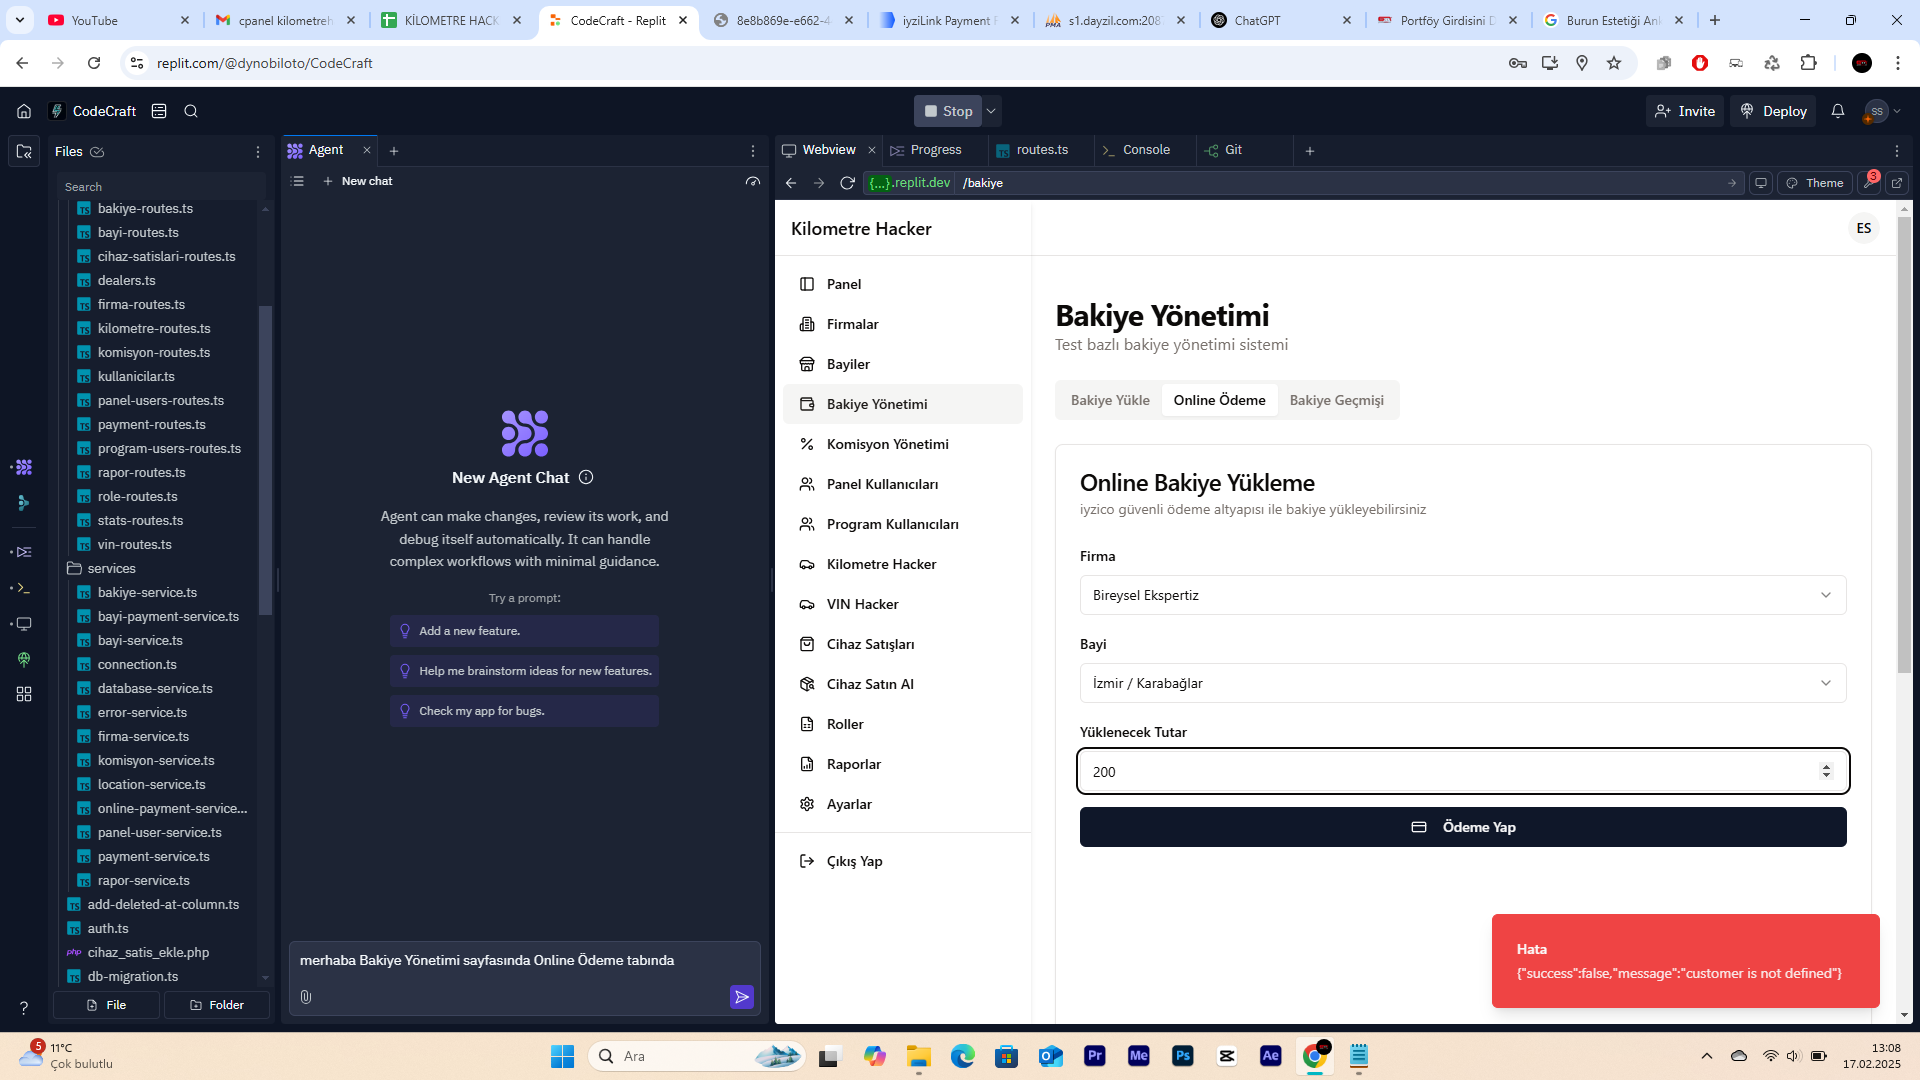 YouTube
cpanel kilometreh
KİLOMETRE HACK
CodeCraft - Replit
8e8b869e-e662-4
iyziLink Payment F
s1.dayzil.com:208
ChatGPT
Portföy Girdisini D
Burun Estetiği An
replit.com/@dynobiloto/CodeCraft
CodeCraft
Stop
Invite
Deploy
SS
Files
Search
bakiye-routes.ts
bayi-routes.ts
cihaz-satislari-routes.ts
dealers.ts
firma-routes.ts
kilometre-routes.ts
komisyon-routes.ts
kullanicilar.ts
panel-users-routes.ts
payment-routes.ts
program-users-routes.ts
rapor-routes.ts
role-routes.ts
stats-routes.ts
vin-routes.ts
services
bakiye-service.ts
bayi-payment-service.ts
bayi-service.ts
connection.ts
database-service.ts
error-service.ts
firma-service.ts
komisyon-service.ts
location-service.ts
online-payment-service...
panel-user-service.ts
payment-service.ts
rapor-service.ts
add-deleted-at-column.ts
auth.ts
php cihaz_satis_ekle.php
db-migration.ts
File
Folder
Agent
New chat
New Agent Chat
Agent can make changes, review its work, and
debug itself automatically. It can handle
complex workflows with minimal guidance.
Try a prompt:
Add a new feature.
Help me brainstorm ideas for new features.
Check my app for bugs.
merhaba Bakiye Yönetimi sayfasında Online Ödeme tabında
Webview
Progress
routes.ts
Console
Git
{...}.replit.dev
/bakiye
Theme
3
Kilometre Hacker
ES
Panel
Firmalar
Bayiler
Bakiye Yönetimi
Komisyon Yönetimi
Panel Kullanıcıları
Program Kullanıcıları
Kilometre Hacker
VIN Hacker
Cihaz Satışları
Cihaz Satın Al
Roller
Raporlar
Ayarlar
Çıkış Yap
Bakiye Yönetimi
Test bazlı bakiye yönetimi sistemi
Bakiye Yükle
Online Ödeme
Bakiye Geçmişi
Online Bakiye Yükleme
iyzico güvenli ödeme altyapısı ile bakiye yükleyebilirsiniz
Firma
Bireysel Ekspertiz
Bayi
İzmir / Karabağlar
Yüklenecek Tutar
200
Ödeme Yap
Hata
{"success":false,"message":"customer is not defined"}
5
11°C
Çok bulutlu
Ara
Pr
Me
Ps
Ae
13:08
17.02.2025